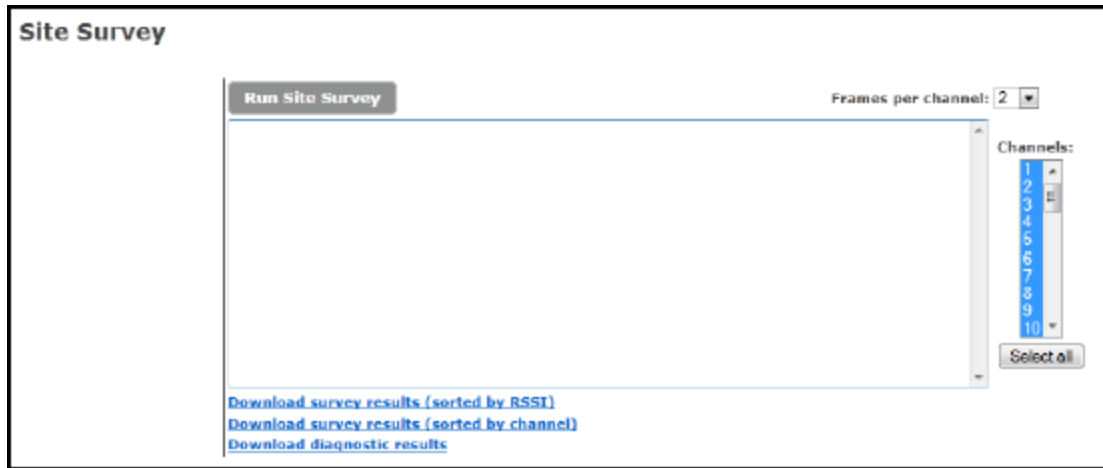 Site Survey
Run Site Survey
Frames per channel: 2
Channels:
1
2
3
4
5
6
7
8
9
10
Select all
Download survey results (sorted by RSSI)
Download survey results (sorted by channel)
Download diagnostic results